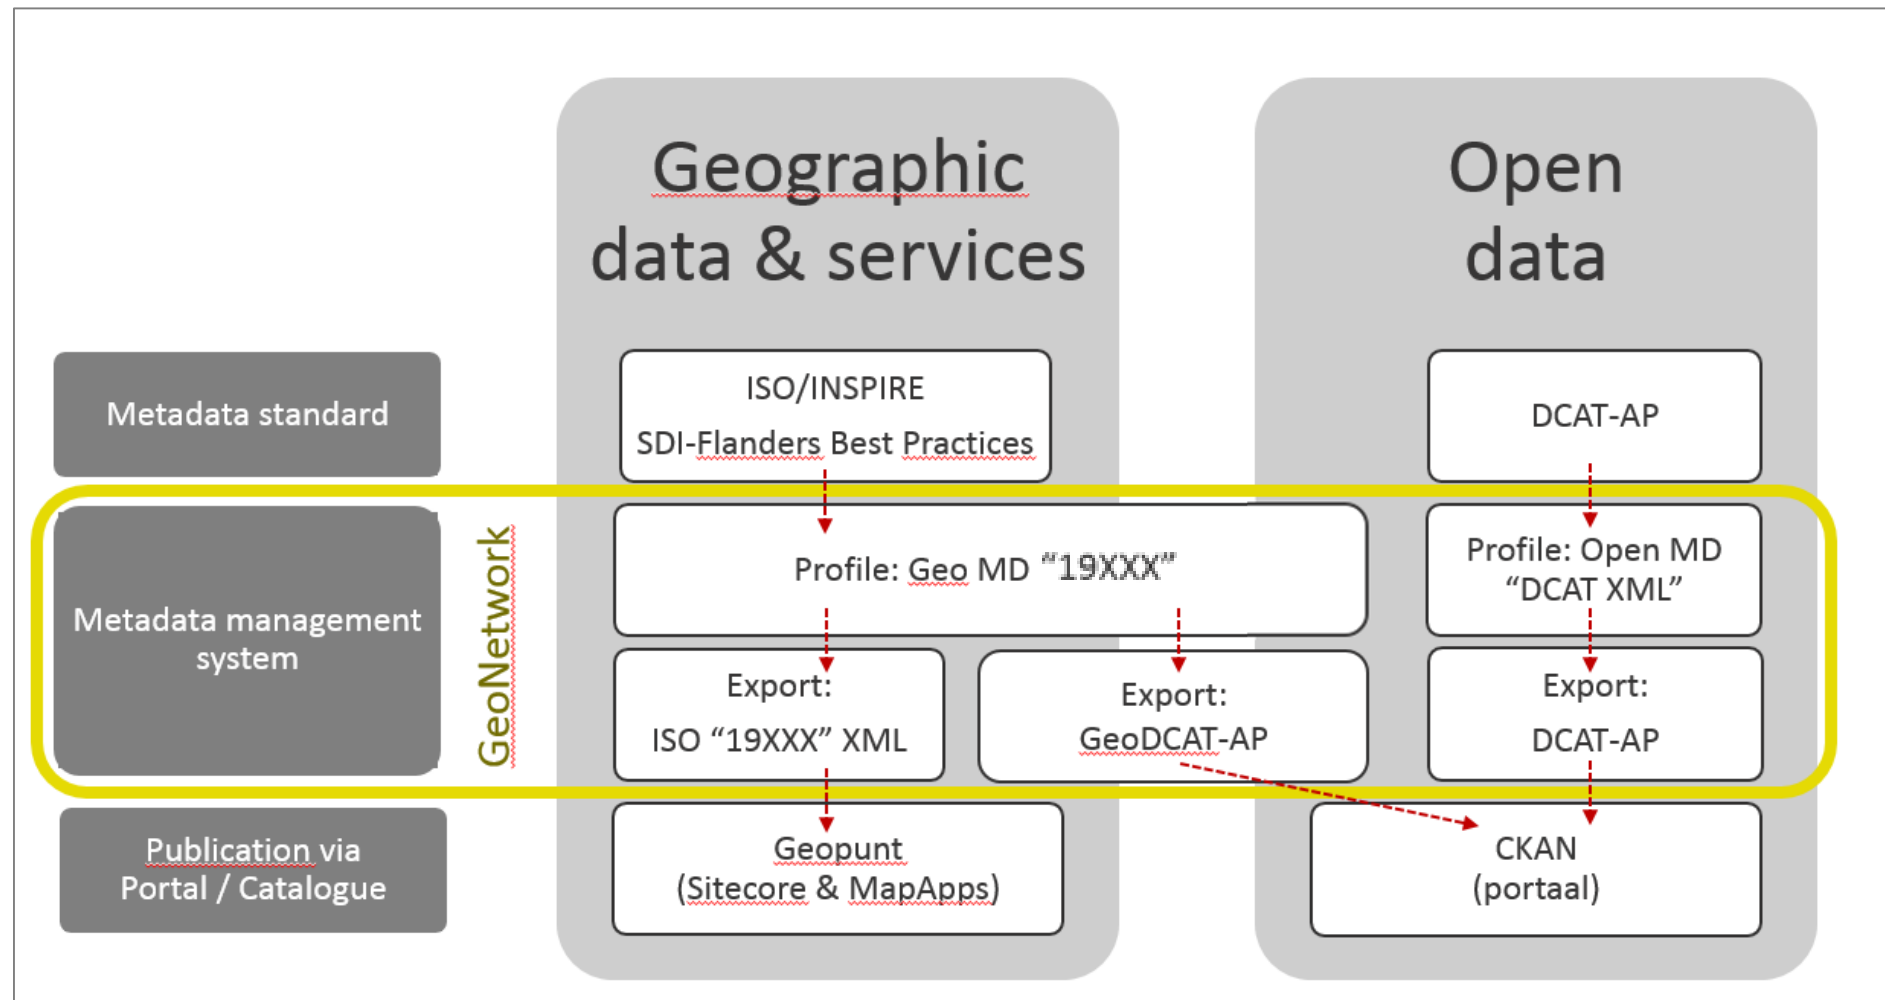 Geographic
data & services
Open
data
Metadata standard
ISO/INSPIRE
SDI-Flanders Best Practices
DCAT-AP
Metadata management
system
GeoNetwork
Profile: Geo MD “19XXX”
Profile: Open MD
“DCAT XML”
Export:
ISO “19XXX” XML
Export:
GeoDCAT-AP
Export:
DCAT-AP
Publication via
Portal / Catalogue
Geopunt
(Sitecore & MapApps)
CKAN
(portaal)